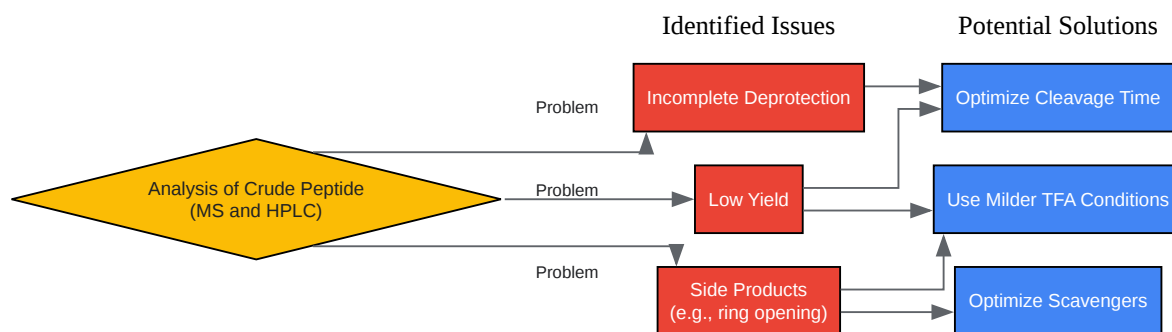 Identified Issues
Potential Solutions
Problem
Incomplete Deprotection
Optimize Cleavage Time
Analysis of Crude Peptide
(MS and HPLC)
Problem
Low Yield
Use Milder TFA Conditions
Problem
Side Products
(e.g., ring opening)
Optimize Scavengers